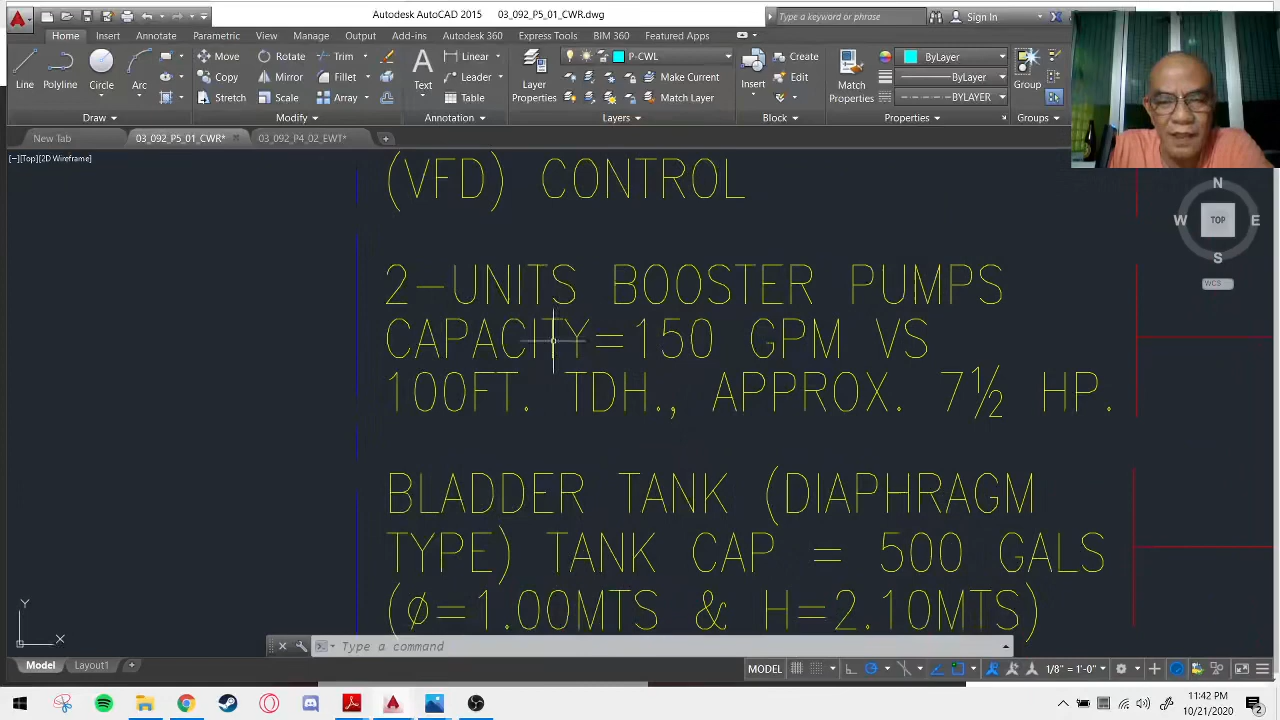 Autodesk AutoCAD 2015 03_092_P5_01_CWR.dwg
Type a keyword or phrase
Sign In
Home Insert Annotate Parametric View Manage Output Add-ins Autodesk 360 Express Tools BIM 360 Featured Apps
Line Polyline Circle Arc
Move Rotate Trim
Copy Mirror Fillet
Stretch Scale Array
Text
Linear
Leader
Table
Layer Properties
P-CWL
Make Current
Match Layer
Insert
Create
Edit
Match Properties
ByLayer
ByLayer
BYLAYER
Group
Draw Modify Annotation Layers Block Properties Groups
New Tab 03_092_P5_01_CWR* 03_092_P4_02_EWT*
[−][Top][2D Wireframe]
(VFD) CONTROL
2-UNITS BOOSTER PUMPS
CAPACITY=150 GPM VS
100FT. TDH., APPROX. 7½ HP.
BLADDER TANK (DIAPHRAGM
TYPE) TANK CAP = 500 GALS
(ø=1.00MTS & H=2.10MTS)
N
W TOP E
S
WCS
Y
X
Type a command
Model Layout1
MODEL
1/8" = 1'-0"
11:42 PM
10/21/2020
2